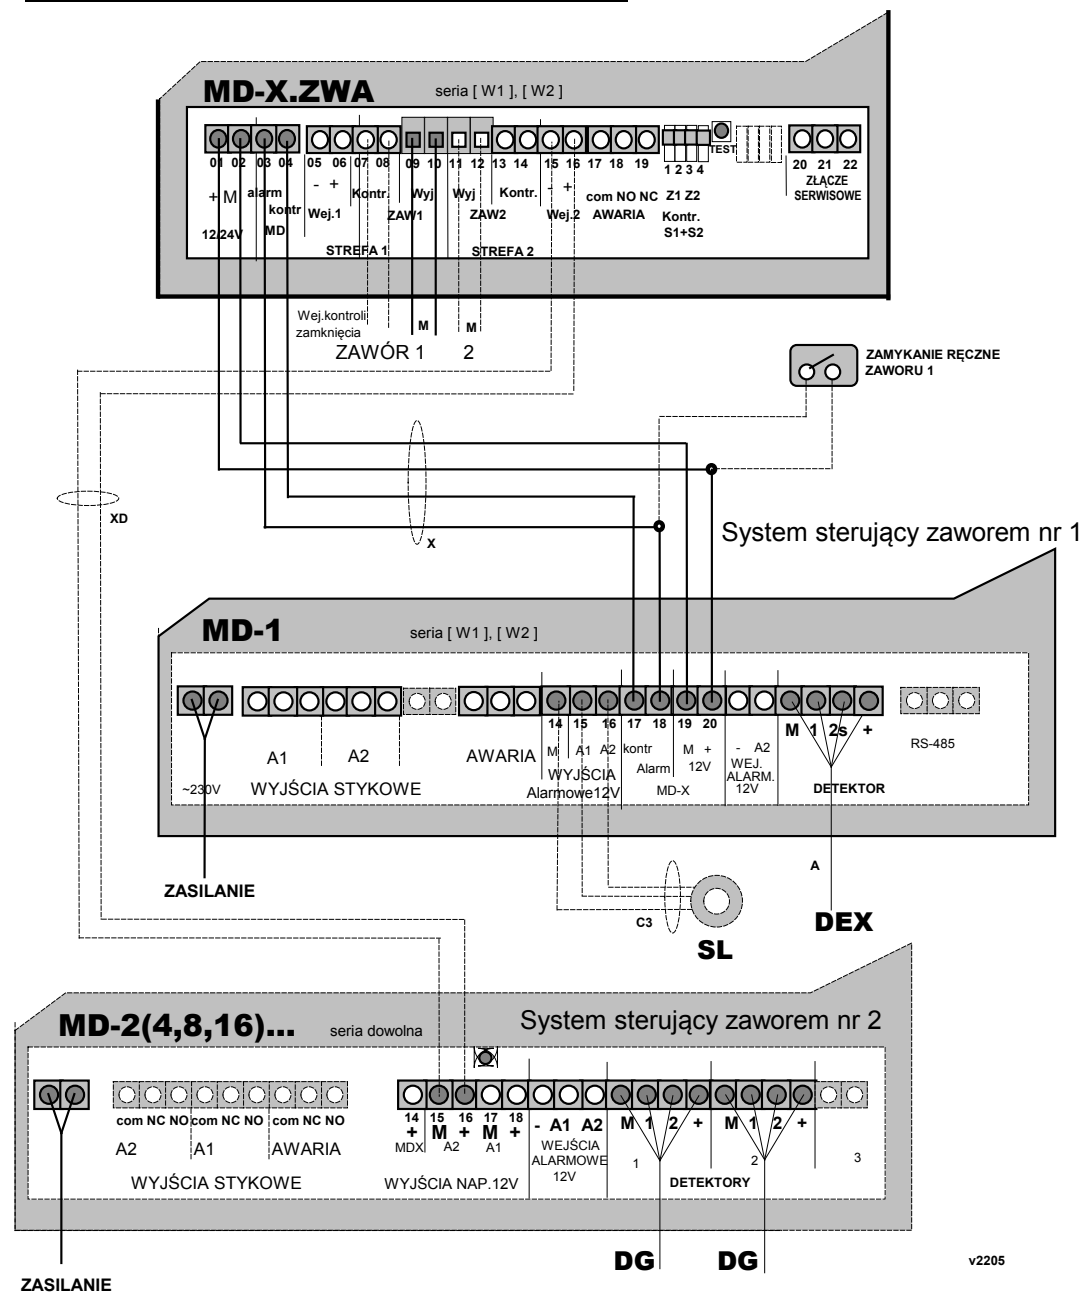 MD-X.ZWA
seria [ W1 ], [ W2 ]
TEST
01 02 03 04 05 06 07 08 09 10 11 12 13 14 15 16 17 18 19
1 2 3 4
20 21 22
+ M alarm - + Kontr. Wyj Wyj Kontr. - + com NO NC Z1 Z2
ZŁĄCZE
SERWISOWE
kontr Wej.1 ZAW1 ZAW2 Wej.2 AWARIA Kontr.
12/24V MD S1+S2
STREFA 1 STREFA 2
Wej.kontroli
zamknięcia
M M
ZAWÓR 1 2
ZAMYKANIE RĘCZNE
ZAWORU 1
XD
X
System sterujący zaworem nr 1
MD-1
seria [ W1 ], [ W2 ]
14 15 16 17 18 19 20
M 1 2s +
RS-485
A1 A2 AWARIA M A1 A2 kontr M + - A2
WYJŚCIA Alarm 12V WEJ.
ALARM.
~230V WYJŚCIA STYKOWE Alarmowe12V MD-X 12V DETEKTOR
A
ZASILANIE
C3
SL
DEX
MD-2(4,8,16)...
seria dowolna
System sterujący zaworem nr 2
com NC NO com NC NO com NC NO
14 15 16 17 18
+ M + M + - A1 A2 M 1 2 + M 1 2 +
A2 A1 AWARIA MDX A2 A1 WEJŚCIA
ALARMOWE 1 2 3
12V
WYJŚCIA STYKOWE WYJŚCIA NAP.12V DETEKTORY
DG DG
v2205
ZASILANIE